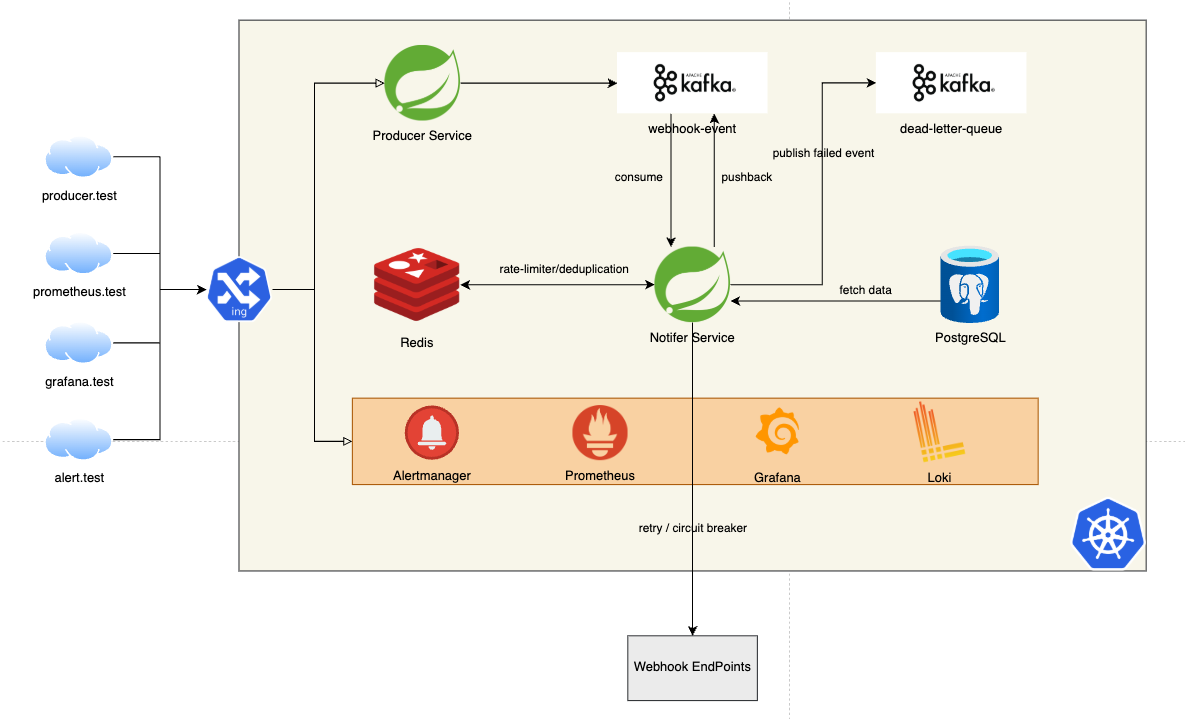 APACHE
kafka®
APACHE
kafka®
Producer Service
webhook-event
dead-letter-queue
publish failed event
consume
pushback
producer.test
prometheus.test
grafana.test
alert.test
ing
rate-limiter/deduplication
fetch data
Redis
Notifer Service
PostgreSQL
Alertmanager
Prometheus
Grafana
Loki
retry / circuit breaker
Webhook EndPoints